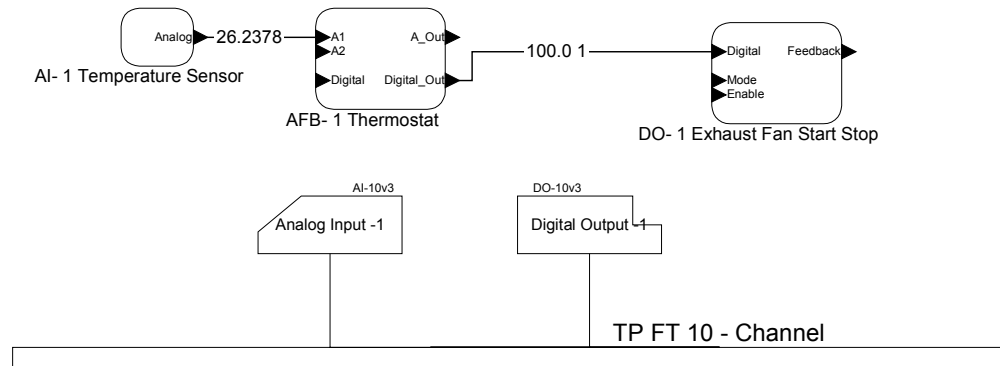 Analog
26.2378
A1
A2
Digital
A_Out
Digital_Out
100.0 1
Digital
Mode
Enable
Feedback
AI- 1 Temperature Sensor
AFB- 1 Thermostat
DO- 1 Exhaust Fan Start Stop
AI-10v3
Analog Input -1
DO-10v3
Digital Output -1
TP FT 10 - Channel